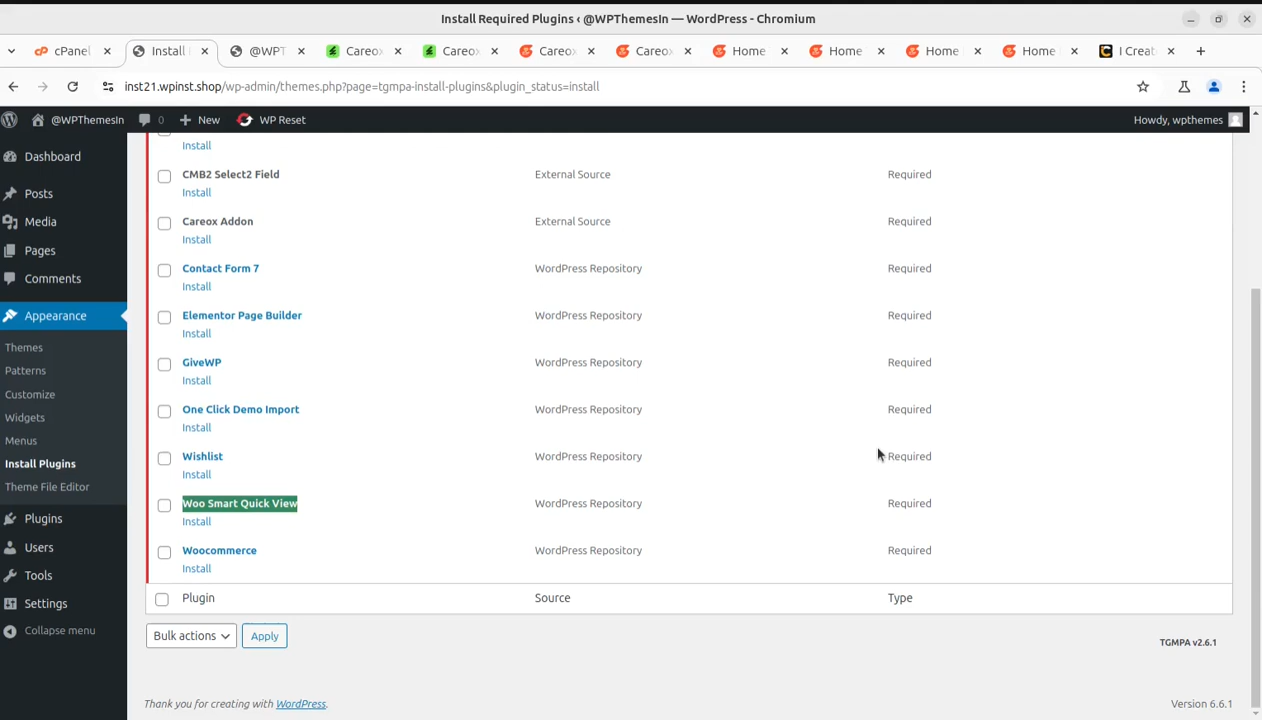 Install Required Plugins ‹ @WPThemesIn — WordPress - Chromium
cPanel
Install
@WPT
Careox
Careox
Careox
Careox
Home
Home
Home
Home
I Creat
inst21.wpinst.shop/wp-admin/themes.php?page=tgmpa-install-plugins&plugin_status=install
@WPThemesIn
0
New
WP Reset
Howdy, wpthemes
Dashboard
Posts
Media
Pages
Comments
Appearance
Themes
Patterns
Customize
Widgets
Menus
Install Plugins
Theme File Editor
Plugins
Users
Tools
Settings
Collapse menu
Install
CMB2 Select2 Field External Source Required
Install
Careox Addon External Source Required
Install
Contact Form 7 WordPress Repository Required
Install
Elementor Page Builder WordPress Repository Required
Install
GiveWP WordPress Repository Required
Install
One Click Demo Import WordPress Repository Required
Install
Wishlist WordPress Repository Required
Install
Woo Smart Quick View WordPress Repository Required
Install
Woocommerce WordPress Repository Required
Install
Plugin Source Type
Bulk actions Apply
TGMPA v2.6.1
Thank you for creating with WordPress.
Version 6.6.1